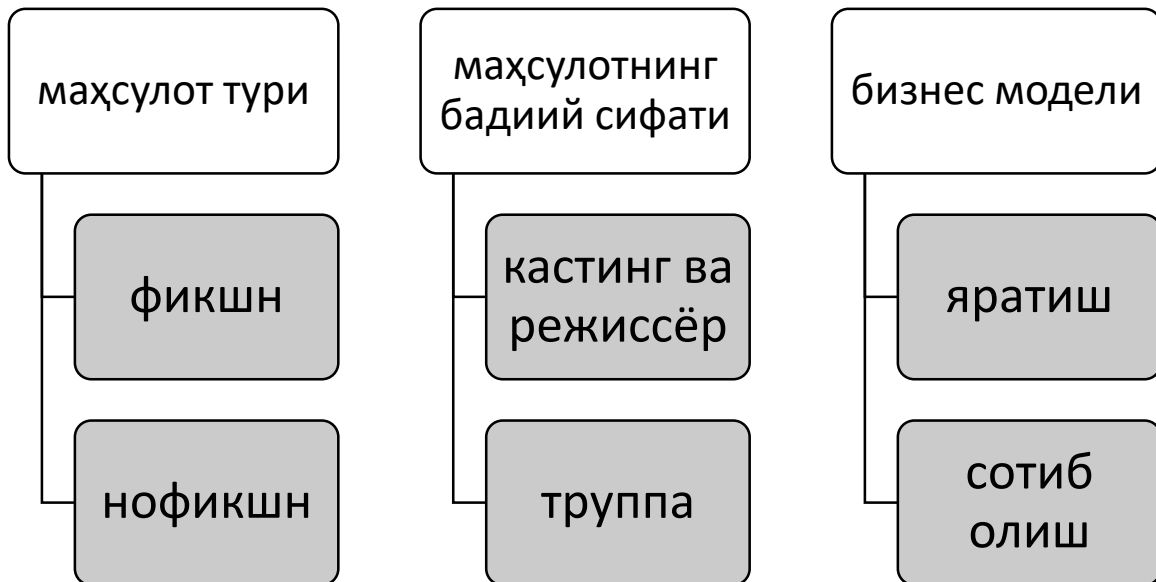 маҳсулот тури
фикшн
нофикшн
маҳсулотнинг
бадиий сифати
кастинг ва
режиссёр
труппа
бизнес модели
яратиш
сотиб
олиш